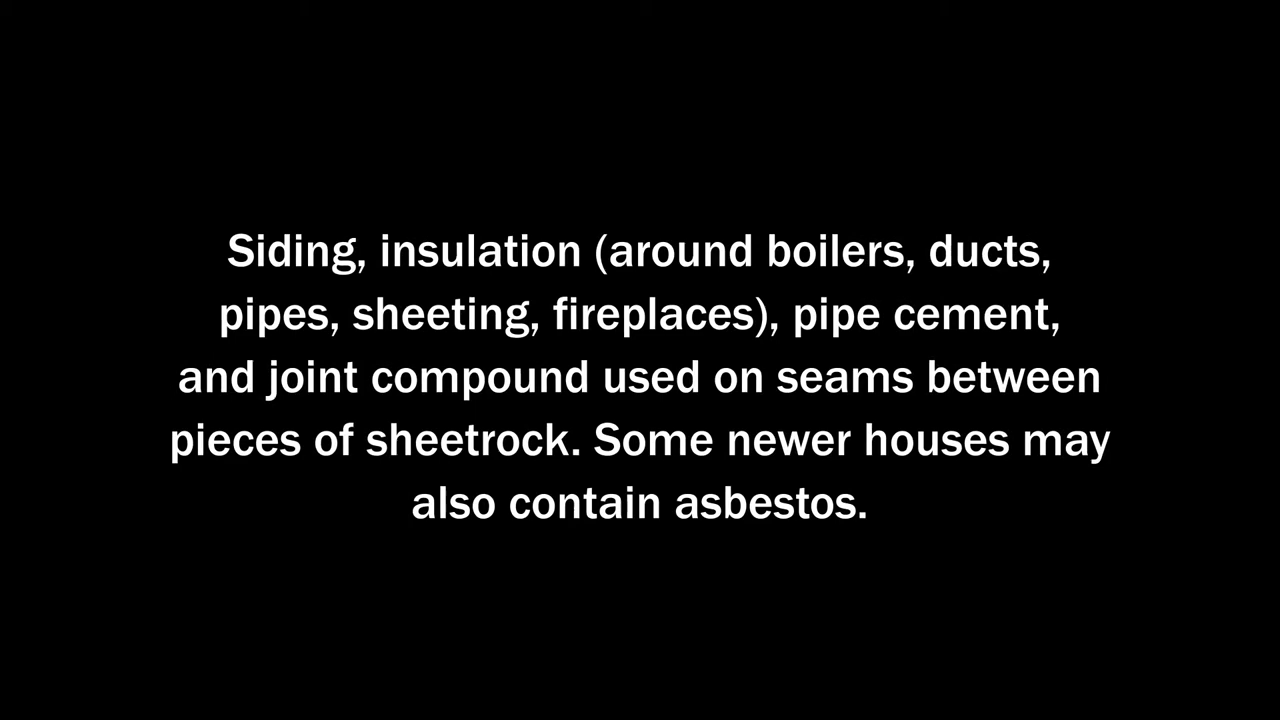 Siding, insulation (around boilers, ducts,
pipes, sheeting, fireplaces), pipe cement,
and joint compound used on seams between
pieces of sheetrock. Some newer houses may
also contain asbestos.